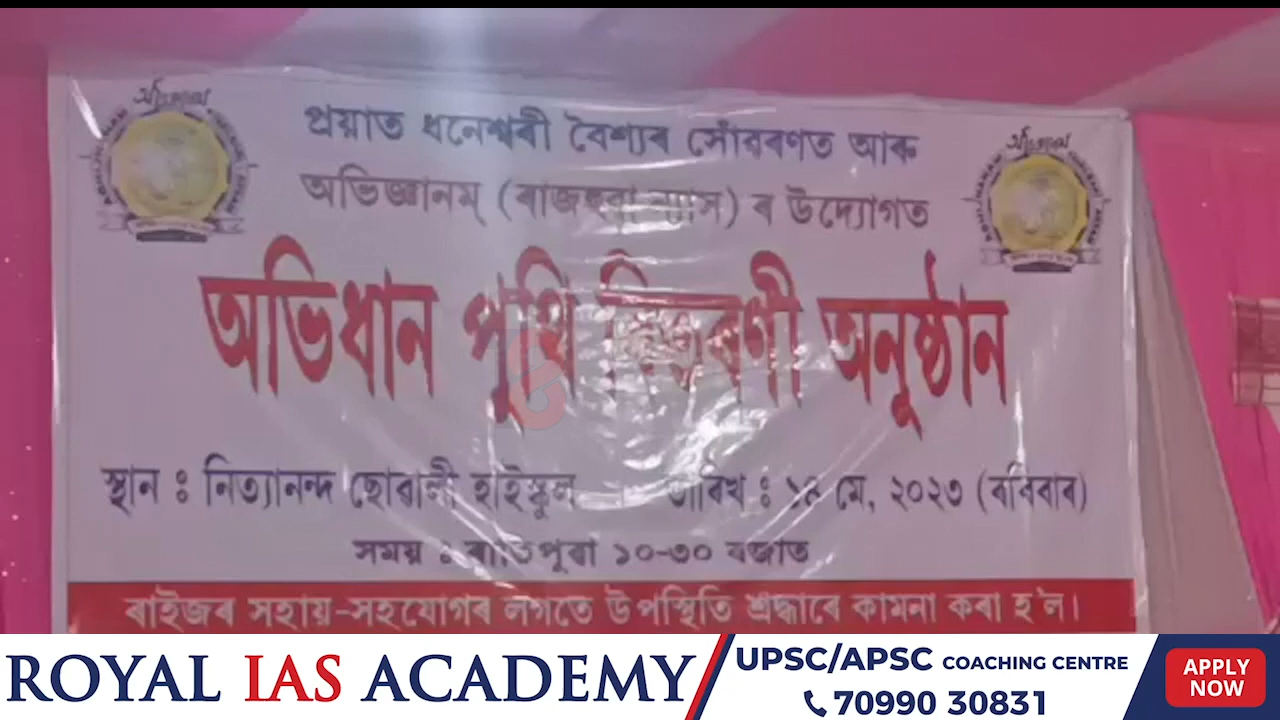 প্ৰয়াত ধনেশ্বৰী বৈশ্যৰ সোঁৱৰণত আৰু
অভিজ্ঞানম্ (ৰাজহুৱা ন্যাস) ৰ উদ্যোগত
অভিধান পুথি বিতৰণী অনুষ্ঠান
স্থান : নিত্যানন্দ ছোৱালী হাইস্কুল তাৰিখ : ১৪ মে, ২০২৩ (ৰবিবাৰ)
সময় : ৰাতিপুৱা ১০-৩০ বজাত
ৰাইজৰ সহায়-সহযোগৰ লগতে উপস্থিতি শ্ৰদ্ধাৰে কামনা কৰা হ'ল।
ROYAL IAS ACADEMY
UPSC/APSC COACHING CENTRE
70990 30831
APPLY
NOW